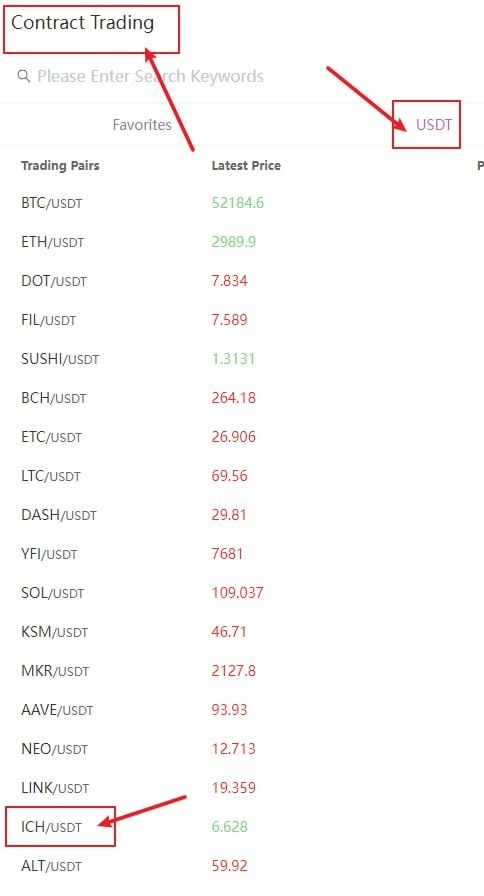 Contract Trading
Please Enter Search Keywords
Favorites USDT
Trading Pairs Latest Price P
BTC/USDT 52184.6
ETH/USDT 2989.9
DOT/USDT 7.834
FIL/USDT 7.589
SUSHI/USDT 1.3131
BCH/USDT 264.18
ETC/USDT 26.906
LTC/USDT 69.56
DASH/USDT 29.81
YFI/USDT 7681
SOL/USDT 109.037
KSM/USDT 46.71
MKR/USDT 2127.8
AAVE/USDT 93.93
NEO/USDT 12.713
LINK/USDT 19.359
ICH/USDT 6.628
ALT/USDT 59.92